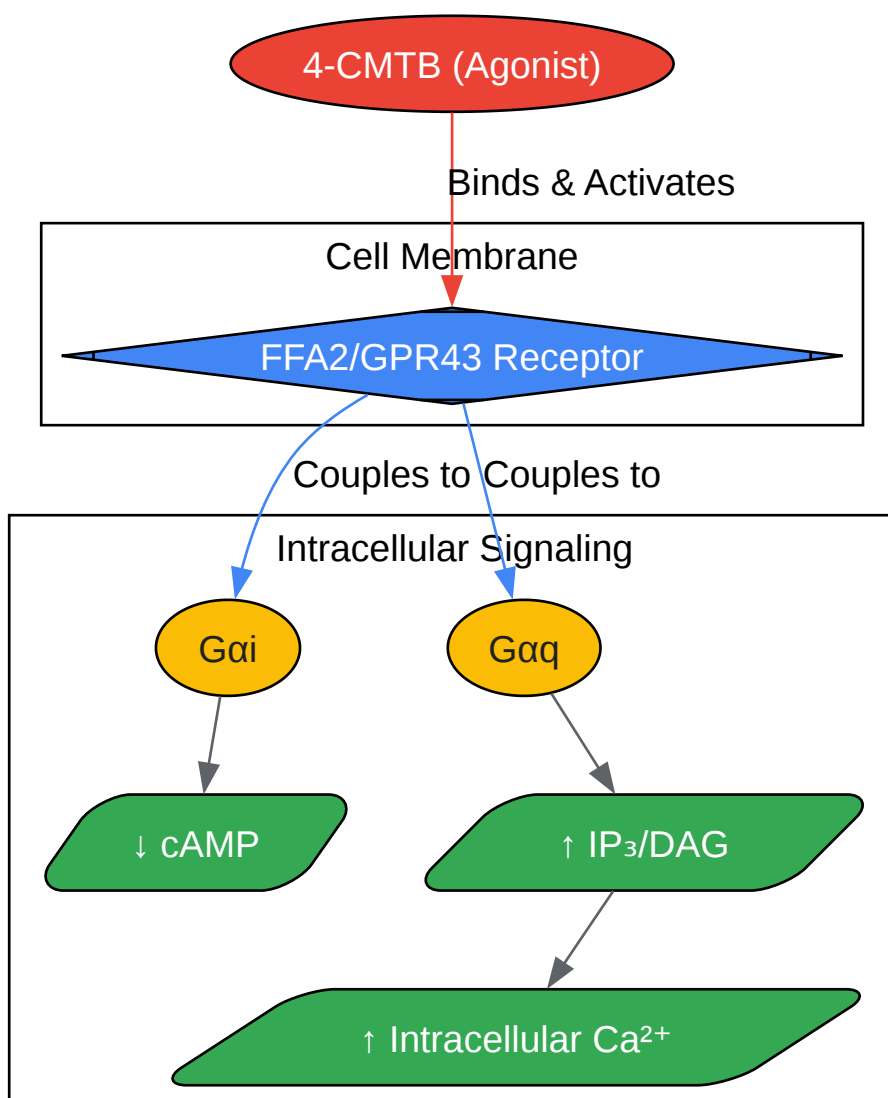 4-CMTB (Agonist)
Binds & Activates
Cell Membrane
FFA2/GPR43 Receptor
Couples to
Couples to
Intracellular Signaling
Gαi
Gαq
↓ cAMP
↑ IP₃/DAG
↑ Intracellular Ca²⁺